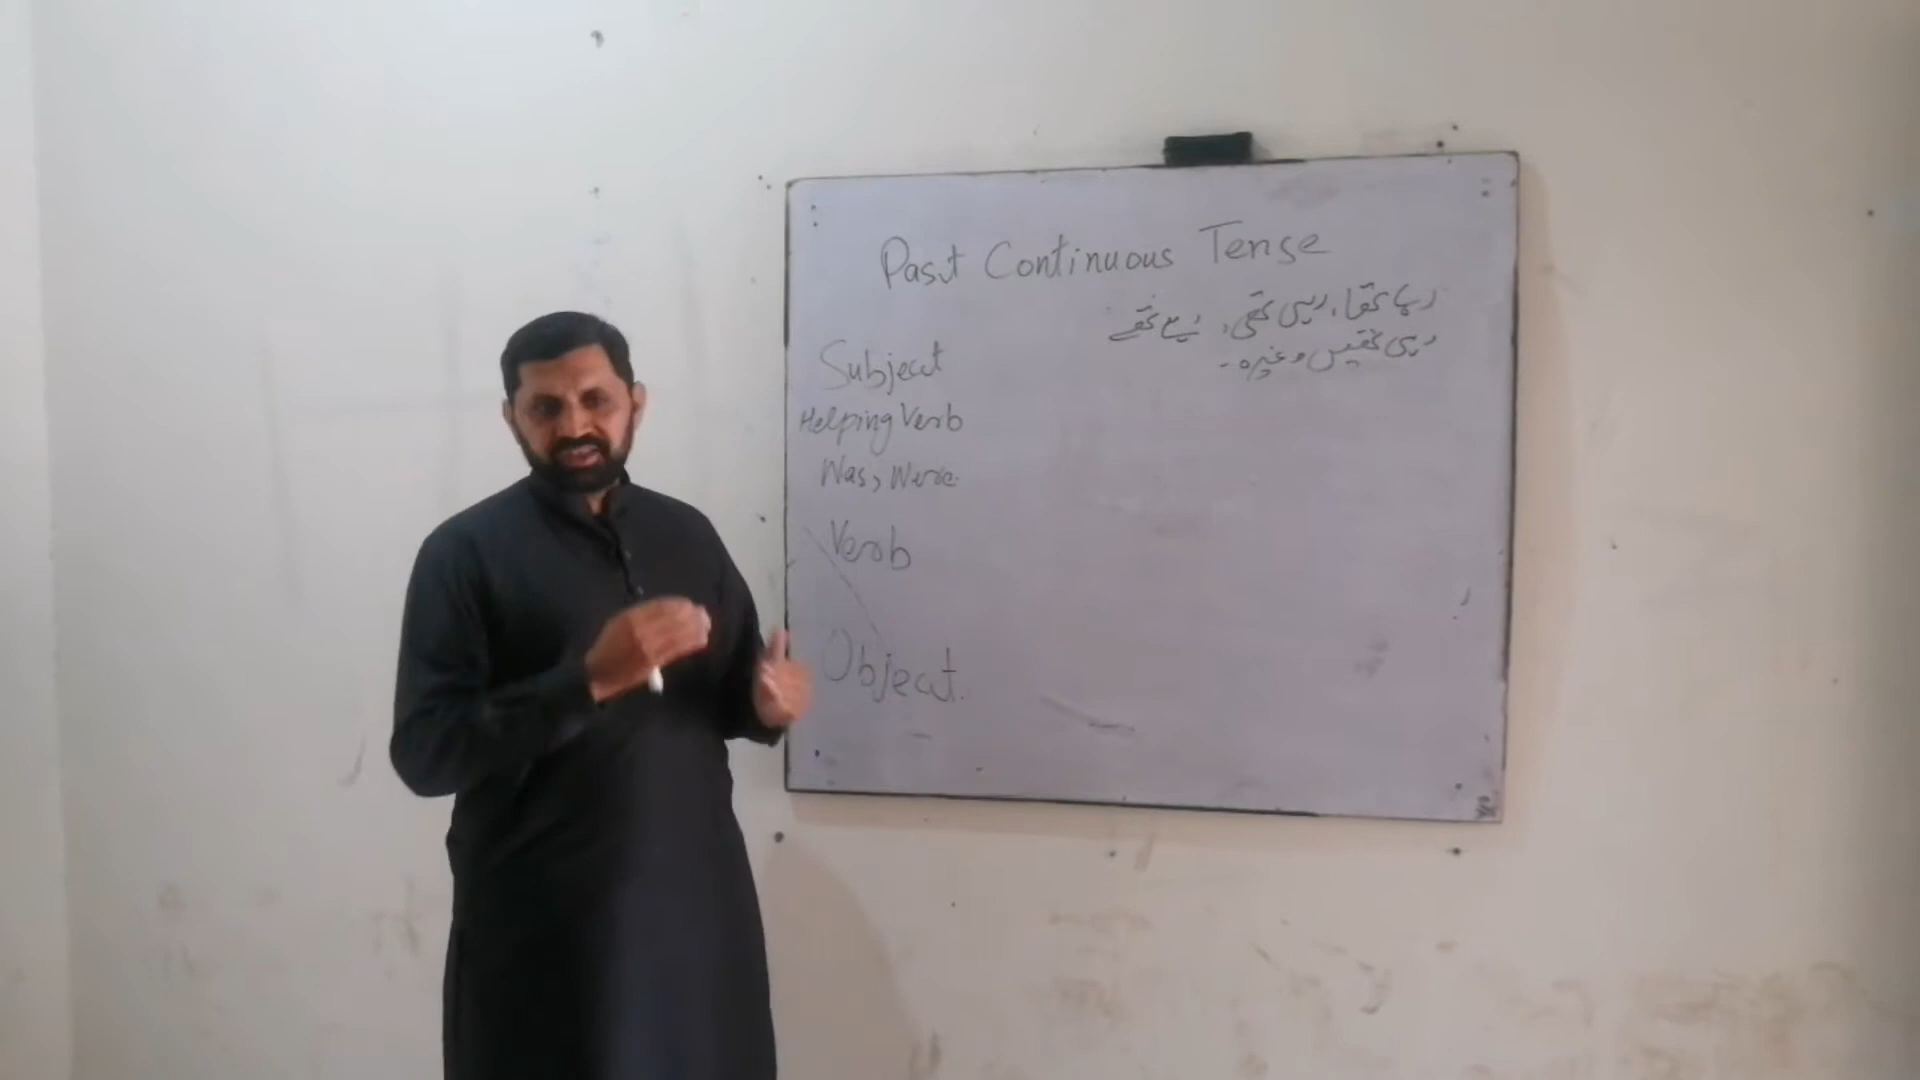 Past Continuous Tense
رہا تھا، رہی تھی، رہے تھے
رہی تھیں وغیرہ۔
Subject
Helping Verb
Was, Were.
Verb
Object.